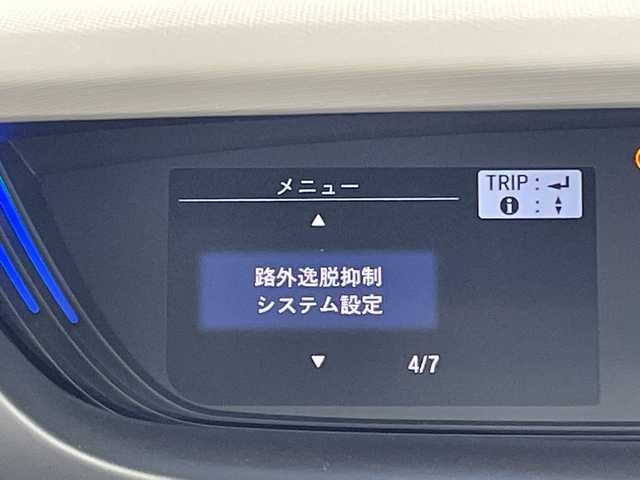 メニュー
TRIP :
:
路外逸脱抑制
システム設定
4/7